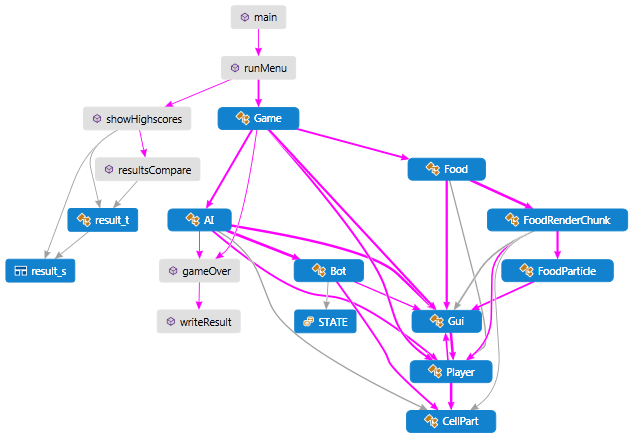 main
runMenu
showHighscores
Game
resultsCompare
Food
result_t
AI
FoodRenderChunk
result_s
gameOver
Bot
FoodParticle
writeResult
STATE
Gui
Player
CellPart